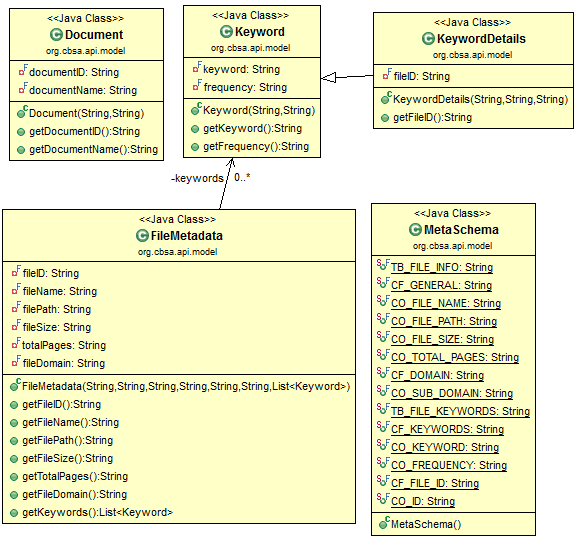 <<Java Class>>
Document
org.cbsa.api.model
documentID: String
documentName: String
Document(String,String)
getDocumentID():String
getDocumentName():String
<<Java Class>>
Keyword
org.cbsa.api.model
keyword: String
frequency: String
Keyword(String,String)
getKeyword():String
getFrequency():String
<<Java Class>>
KeywordDetails
org.cbsa.api.model
fileID: String
KeywordDetails(String,String,String)
getFileID():String
-keywords 0..*
<<Java Class>>
FileMetadata
org.cbsa.api.model
fileID: String
fileName: String
filePath: String
fileSize: String
totalPages: String
fileDomain: String
FileMetadata(String,String,String,String,String,String,List<Keyword>)
getFileID():String
getFileName():String
getFilePath():String
getFileSize():String
getTotalPages():String
getFileDomain():String
getKeywords():List<Keyword>
<<Java Class>>
MetaSchema
org.cbsa.api.model
TB_FILE_INFO: String
CF_GENERAL: String
CO_FILE_NAME: String
CO_FILE_PATH: String
CO_FILE_SIZE: String
CO_TOTAL_PAGES: String
CF_DOMAIN: String
CO_SUB_DOMAIN: String
TB_FILE_KEYWORDS: String
CF_KEYWORDS: String
CO_KEYWORD: String
CO_FREQUENCY: String
CF_FILE_ID: String
CO_ID: String
MetaSchema()